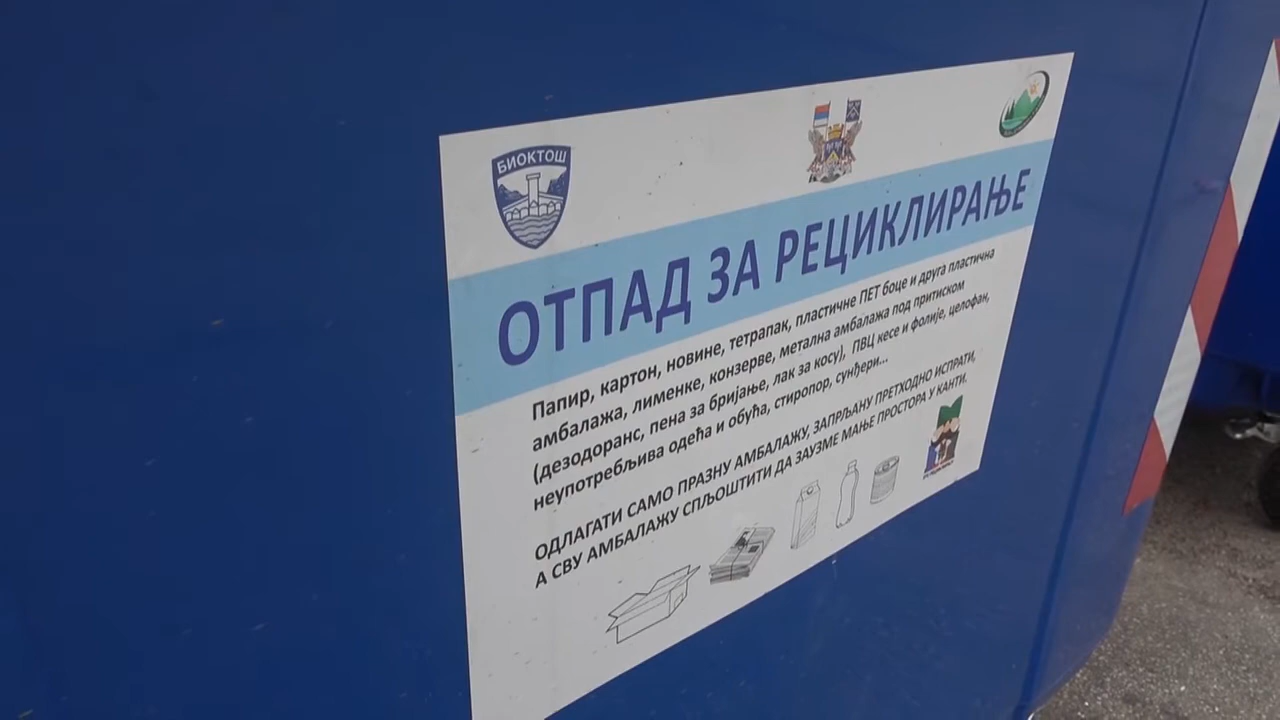 БИОКТОШ
ОТПАД ЗА РЕЦИКЛИРАЊЕ
Папир, картон, новине, тетрапак, пластичне ПЕТ боце и друга пластична
амбалажа, лименке, конзерве, метална амбалажа под притиском
(дезодоранс, пена за бријање, лак за косу), ПВЦ кесе и фолије, целофан,
неупотребљива одећа и обућа, стиропор, сунђери...
ОДЛАГАТИ САМО ПРАЗНУ АМБАЛАЖУ, ЗАПРЉАНУ ПРЕТХОДНО ИСПРАТИ,
А СВУ АМБАЛАЖУ СПЉОШТИТИ ДА ЗАУЗМЕ МАЊЕ ПРОСТОРА У КАНТИ.